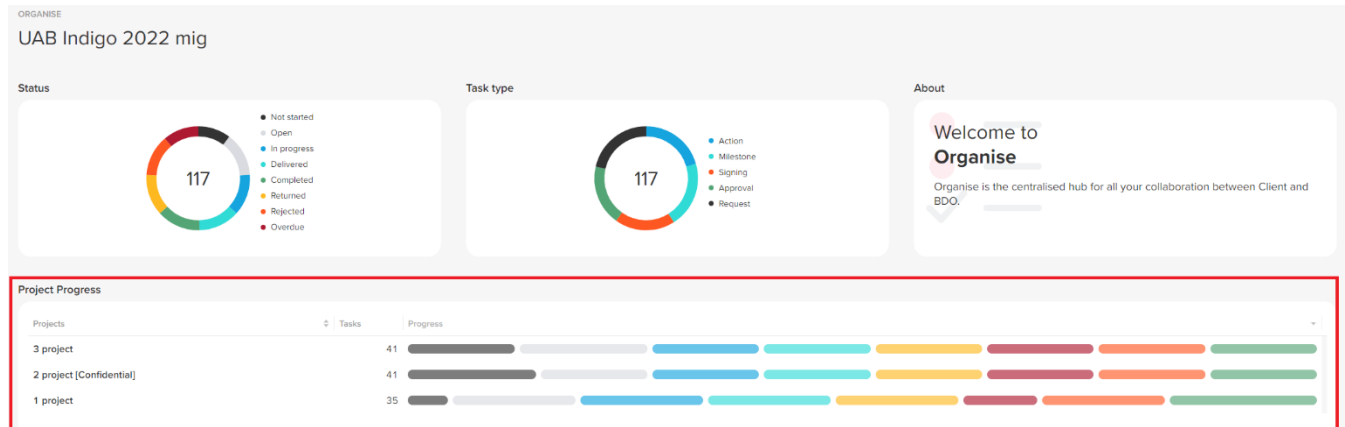 ORGANISE
UAB Indigo 2022 mig
Status
Task type
About
117
Not started
Open
In progress
Delivered
Completed
Returned
Rejected
Overdue
117
Action
Milestone
Signing
Approval
Request
Welcome to
Organise
Organise is the centralised hub for all your collaboration between Client and
BDO.
Project Progress
Projects Tasks Progress
3 project 41
2 project [Confidential] 41
1 project 35